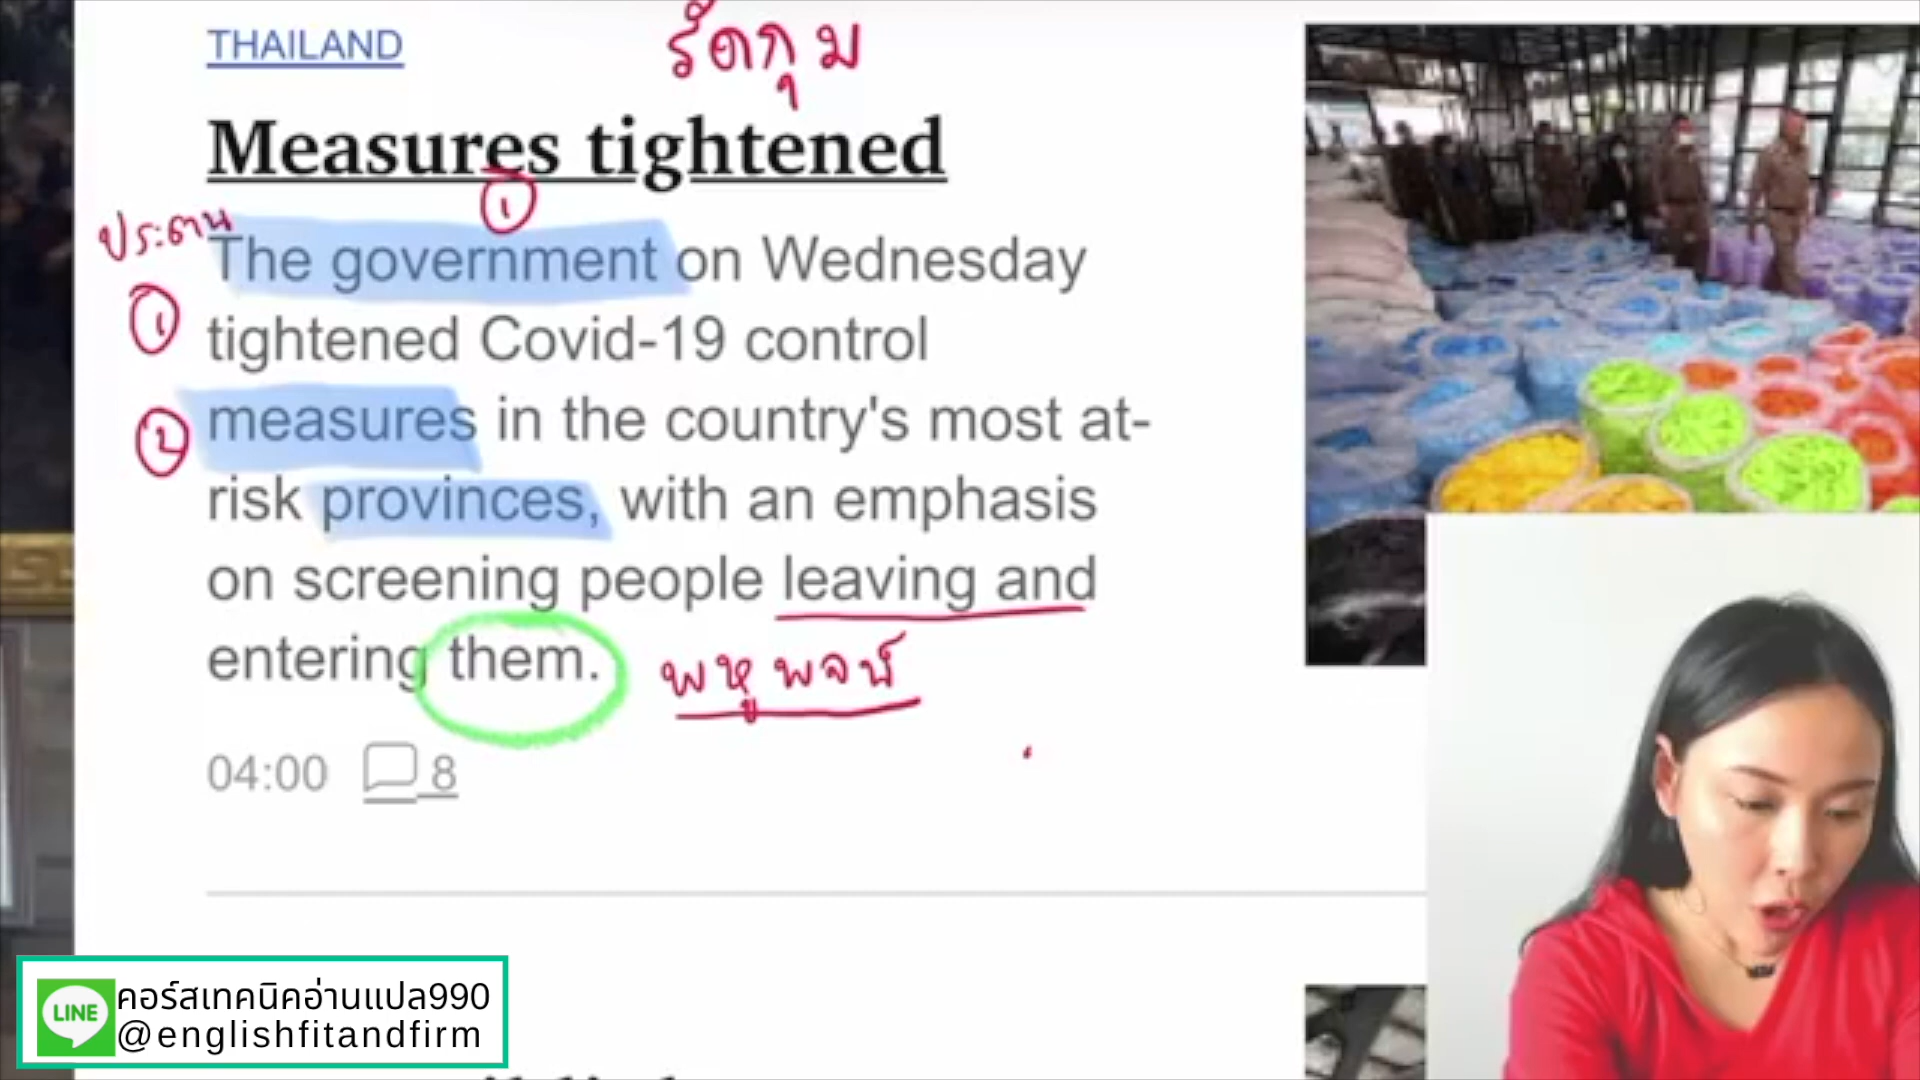 THAILAND
รัดกุม
Measures tightened
①
ประธาน
The government on Wednesday
①
tightened Covid-19 control
②
measures in the country's most at-
risk provinces, with an emphasis
on screening people leaving and
entering them.
พหูพจน์
04:00 8
LINE
คอร์สเทคนิคอ่านแปล990
@englishfitandfirm